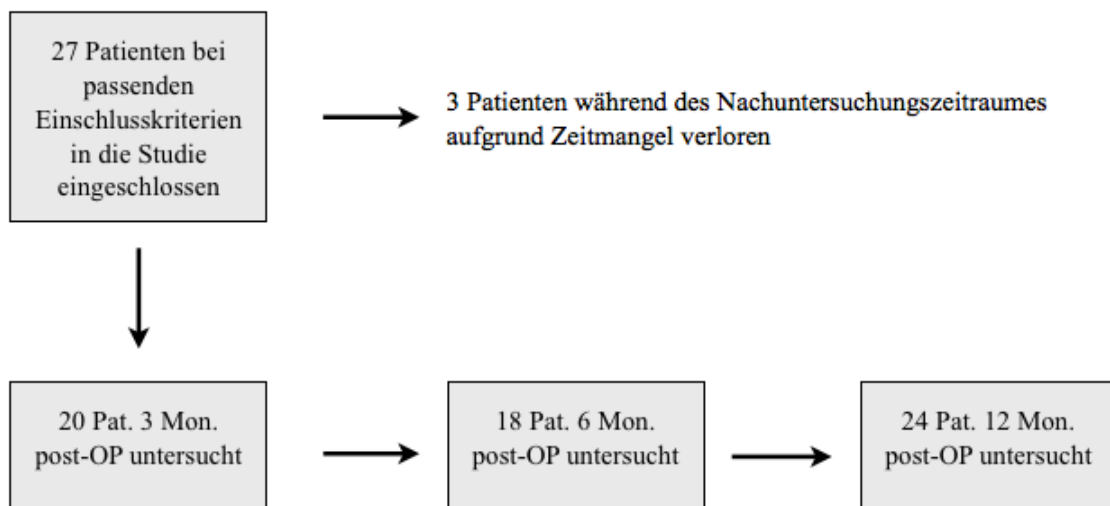 27 Patienten bei
passenden
Einschlusskriterien
in die Studie
eingeschlossen
3 Patienten während des Nachuntersuchungszeitraumes
aufgrund Zeitmangel verloren
20 Pat. 3 Mon.
post-OP untersucht
18 Pat. 6 Mon.
post-OP untersucht
24 Pat. 12 Mon.
post-OP untersucht